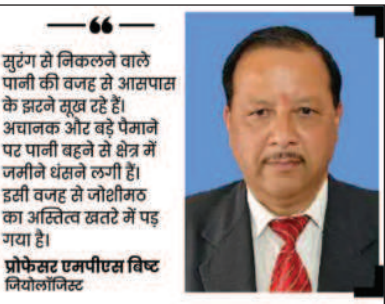 सुरंग से निकलने वाले
पानी की वजह से आसपास
के झरने सूख रहे हैं।
अचानक और बड़े पैमाने
पर पानी बहने से क्षेत्र में
जमीने धंसने लगी हैं।
इसी वजह से जोशीमठ
का अस्तित्व खतरे में पड़
गया है।
प्रोफेसर एमपीएस बिष्ट
जियोलॉजिस्ट